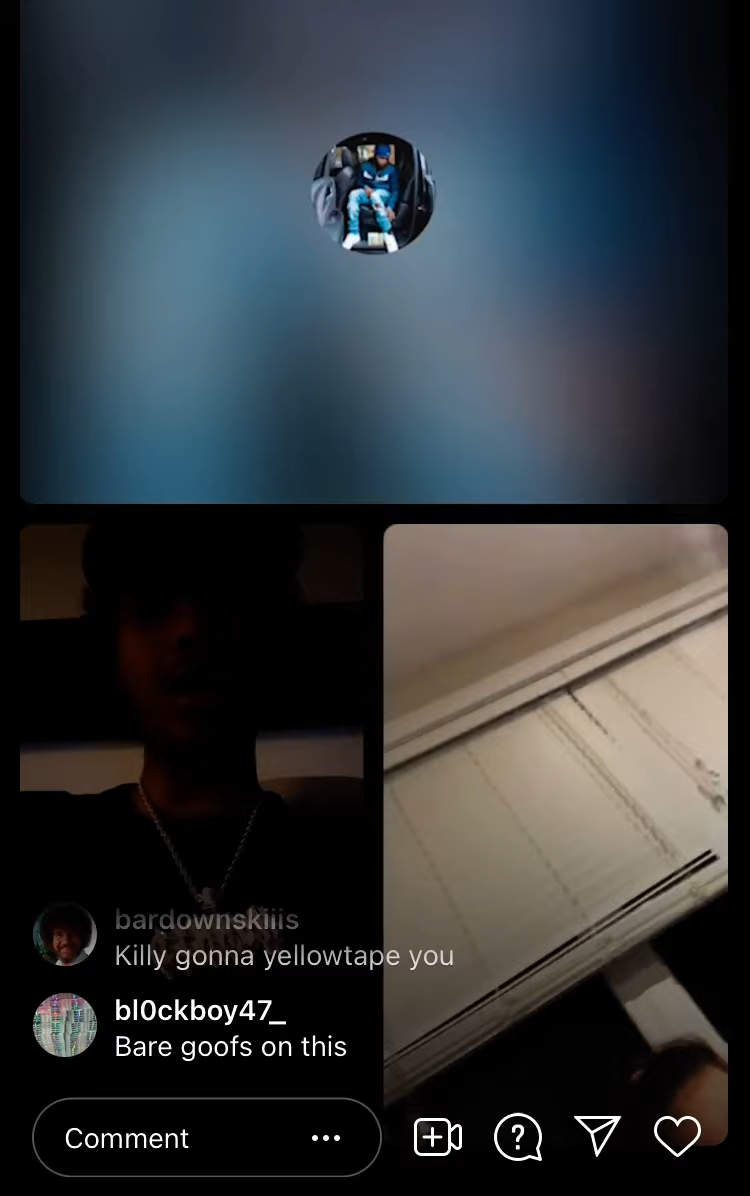 bardownskiiis
Killy gonna yellowtape you
bl0ckboy47_
Bare goofs on this
Comment